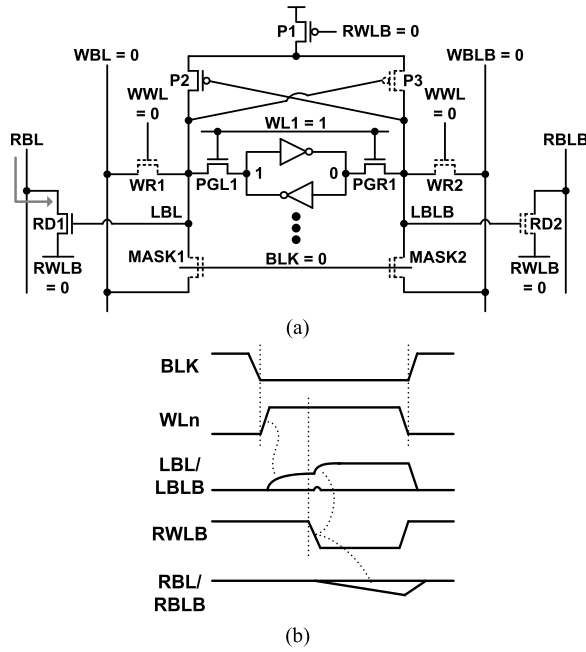 P1
RWLB = 0
WBL = 0
P2
P3
WBLB = 0
WWL
= 0
WL1 = 1
WWL
= 0
RBL
RBLB
WR1
PGL1
1
0
PGR1
WR2
RD1
LBL
LBLB
RD2
RWLB
= 0
MASK1
BLK = 0
MASK2
RWLB
= 0
(a)
BLK
WLn
LBL/
LBLB
RWLB
RBL/
RBLB
(b)